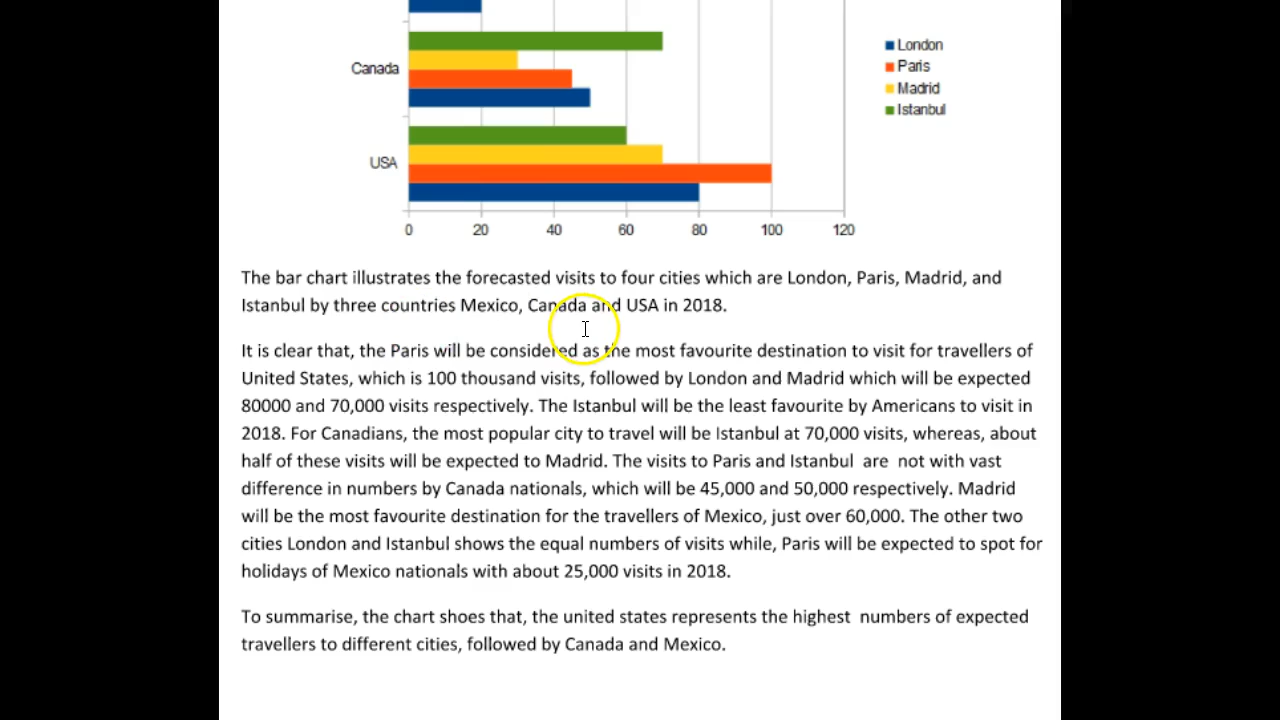 Canada
USA
0 20 40 60 80 100 120
London
Paris
Madrid
Istanbul
The bar chart illustrates the forecasted visits to four cities which are London, Paris, Madrid, and
Istanbul by three countries Mexico, Canada and USA in 2018.
It is clear that, the Paris will be considered as the most favourite destination to visit for travellers of
United States, which is 100 thousand visits, followed by London and Madrid which will be expected
80000 and 70,000 visits respectively. The Istanbul will be the least favourite by Americans to visit in
2018. For Canadians, the most popular city to travel will be Istanbul at 70,000 visits, whereas, about
half of these visits will be expected to Madrid. The visits to Paris and Istanbul are not with vast
difference in numbers by Canada nationals, which will be 45,000 and 50,000 respectively. Madrid
will be the most favourite destination for the travellers of Mexico, just over 60,000. The other two
cities London and Istanbul shows the equal numbers of visits while, Paris will be expected to spot for
holidays of Mexico nationals with about 25,000 visits in 2018.
To summarise, the chart shoes that, the united states represents the highest numbers of expected
travellers to different cities, followed by Canada and Mexico.